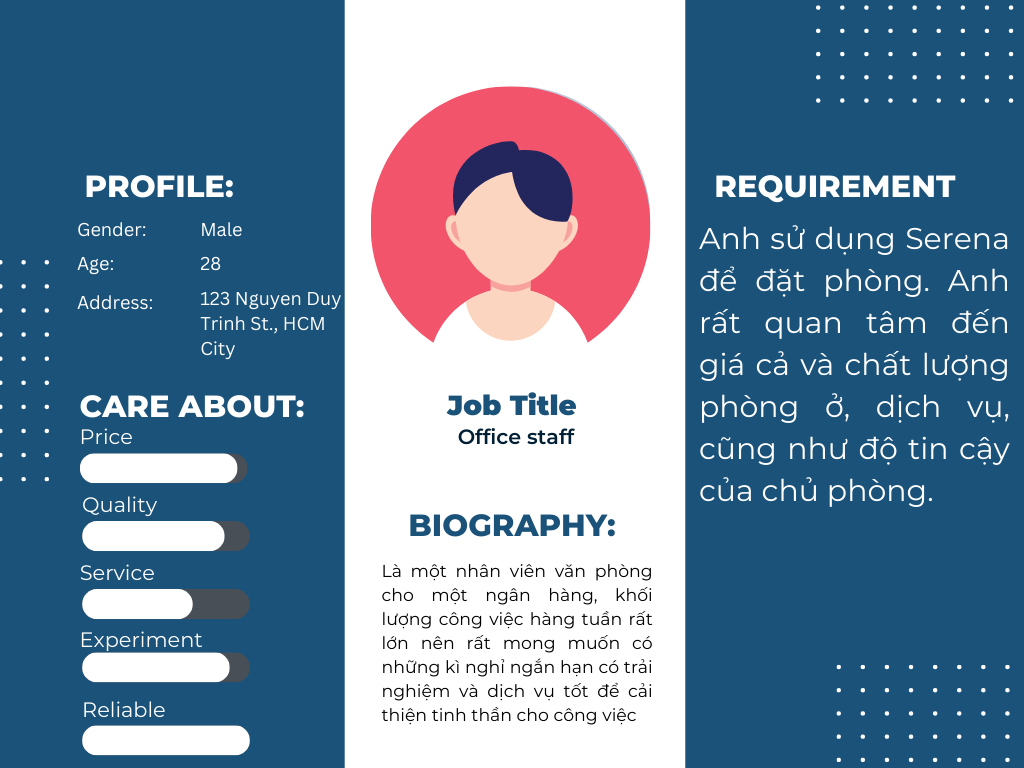 PROFILE:
Gender: Male
Age: 28
Address: 123 Nguyen Duy
Trinh St., HCM
City
CARE ABOUT:
Price
Quality
Service
Experiment
Reliable
Job Title
Office staff
BIOGRAPHY:
Là một nhân viên văn phòng
cho một ngân hàng, khối
lượng công việc hàng tuần rất
lớn nên rất mong muốn có
những kì nghỉ ngắn hạn có trải
nghiệm và dịch vụ tốt để cải
thiện tinh thần cho công việc
REQUIREMENT
Anh sử dụng Serena
để đặt phòng. Anh
rất quan tâm đến
giá cả và chất lượng
phòng ở, dịch vụ,
cũng như độ tin cậy
của chủ phòng.